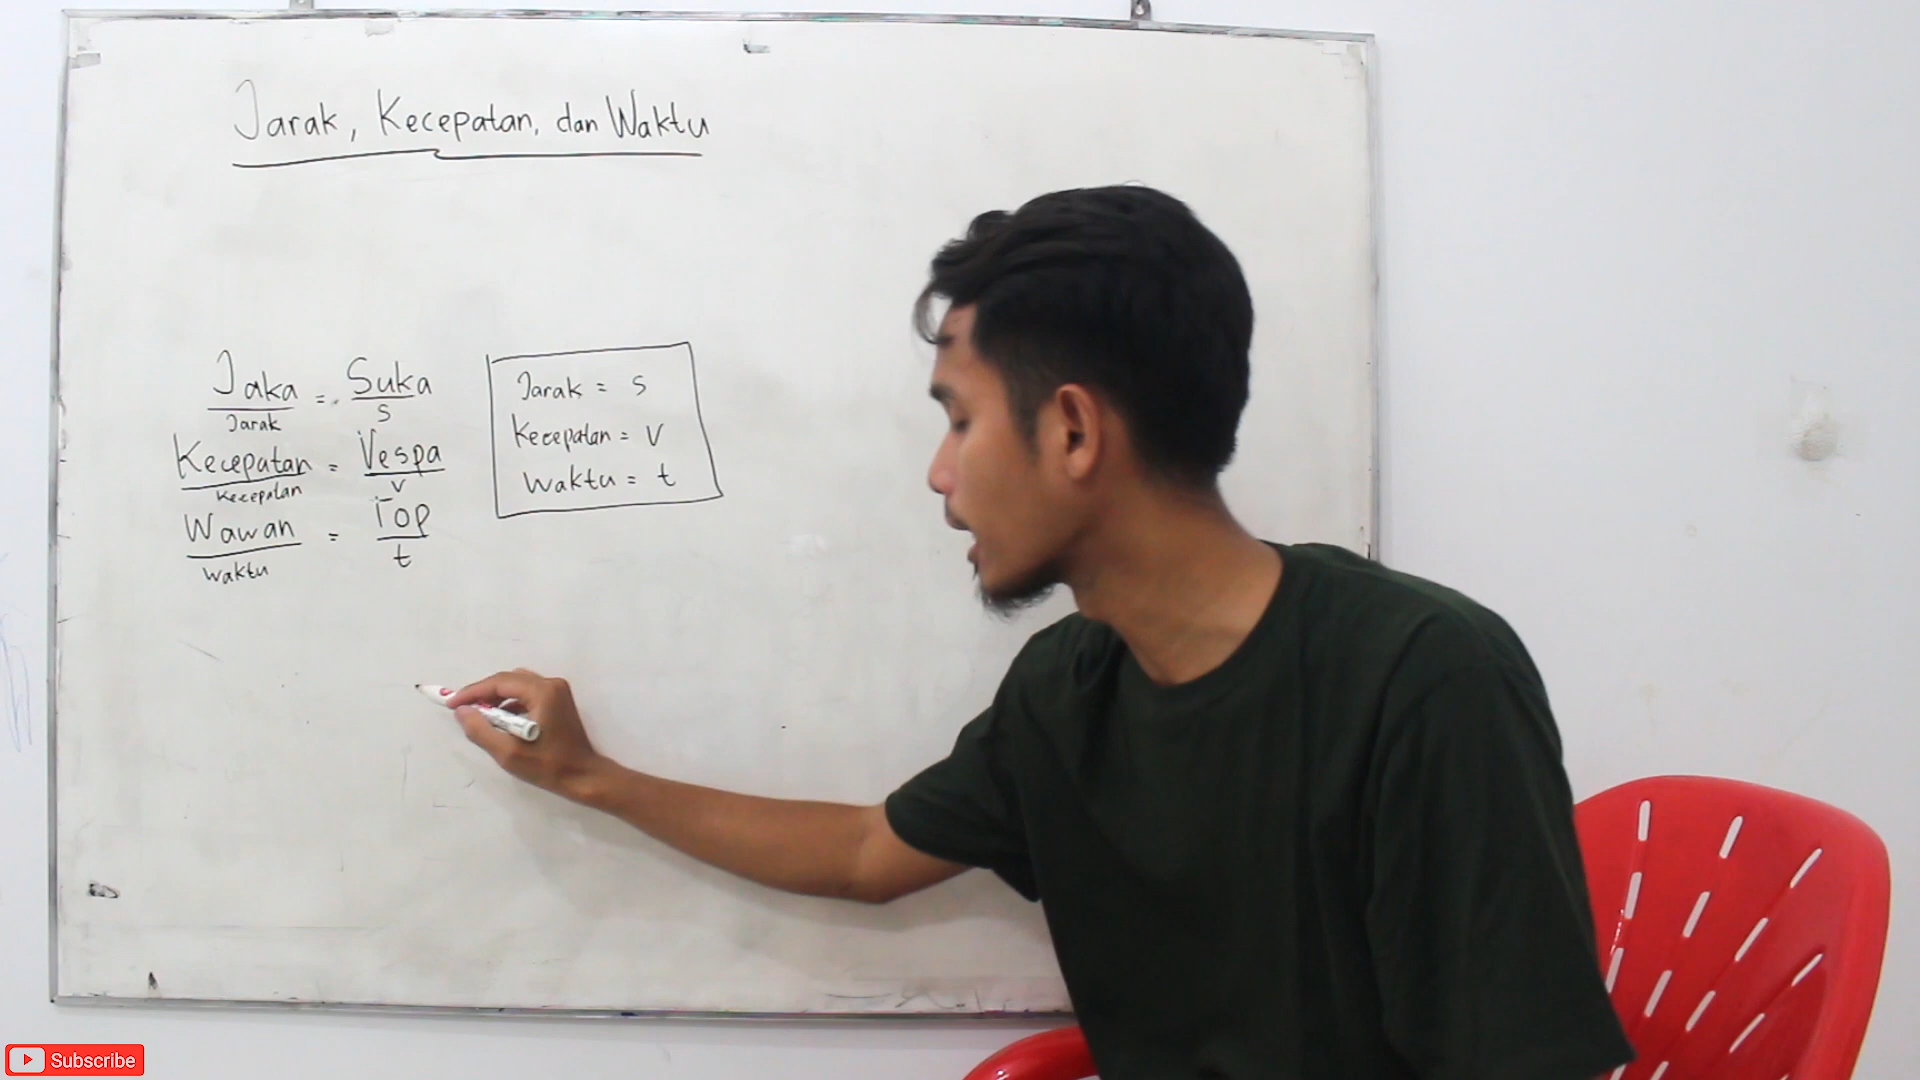 Jarak, Kecepatan, dan Waktu
Jaka = Suka
Jarak s
Kecepatan = Vespa
Kecepatan v
Wawan = Top
waktu t
Jarak = s
Kecepatan = v
Waktu = t
Subscribe